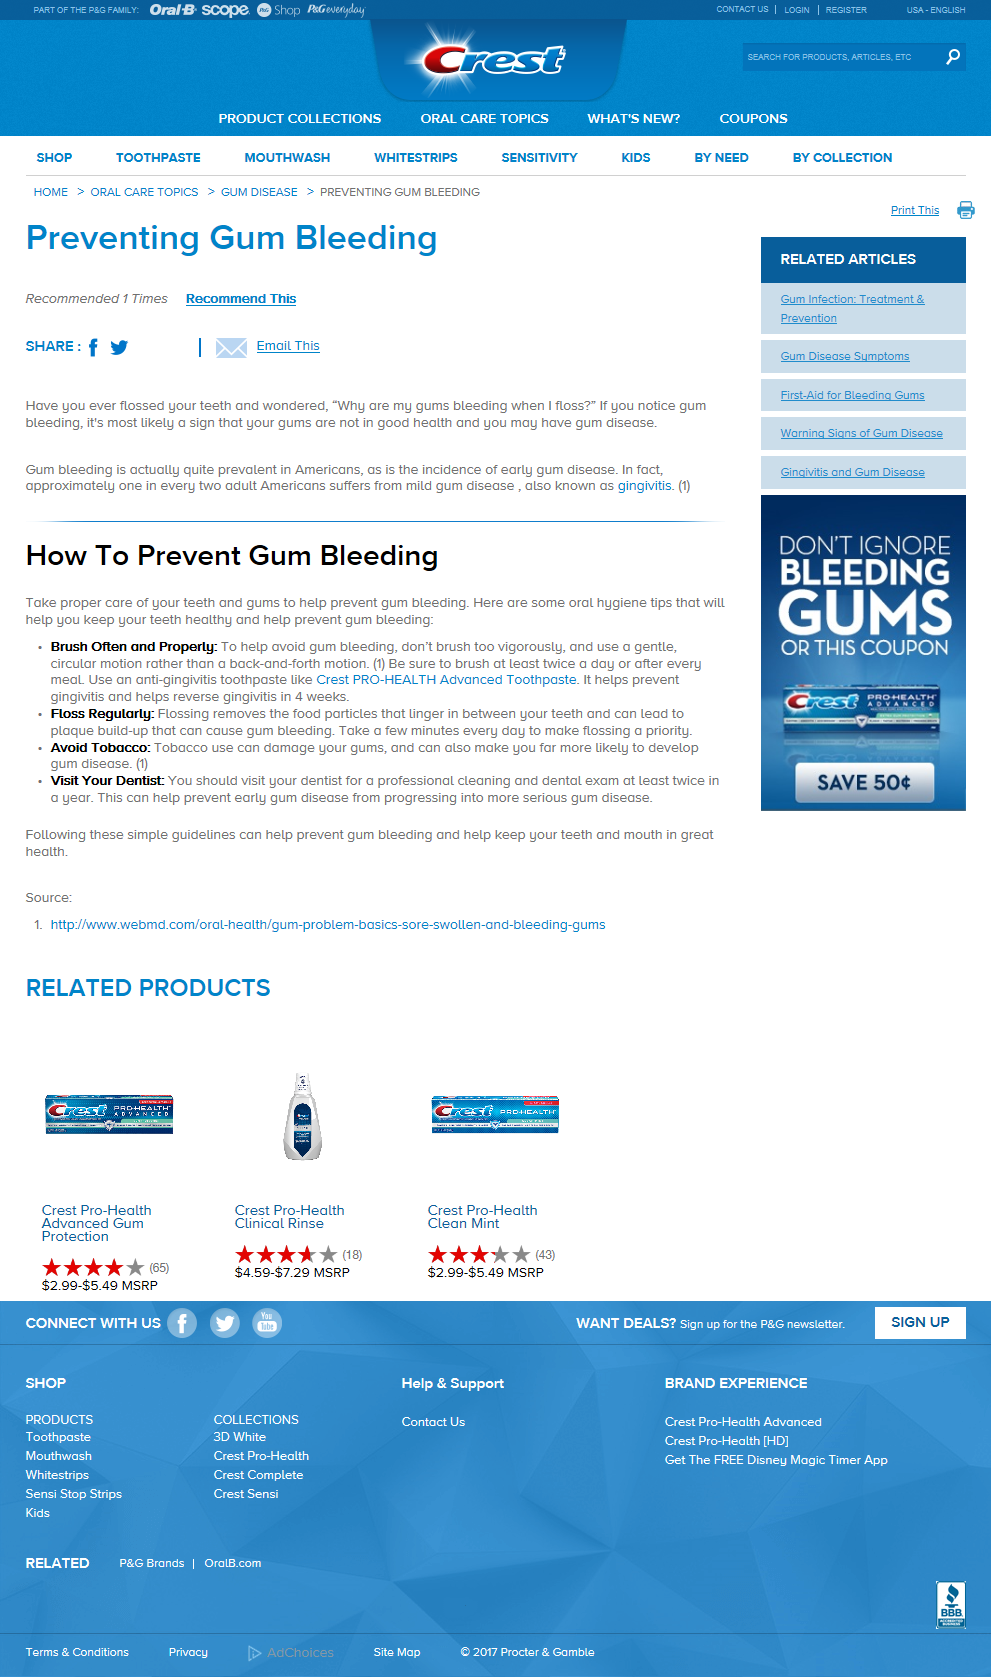 PART OF THE P&G FAMILY: Oral-B scope P&G Shop P&G everyday
CONTACT US | LOGIN | REGISTER USA - ENGLISH
Crest
SEARCH FOR PRODUCTS, ARTICLES, ETC
PRODUCT COLLECTIONS ORAL CARE TOPICS WHAT'S NEW? COUPONS
SHOP TOOTHPASTE MOUTHWASH WHITESTRIPS SENSITIVITY KIDS BY NEED BY COLLECTION
HOME > ORAL CARE TOPICS > GUM DISEASE > PREVENTING GUM BLEEDING
Print This
Preventing Gum Bleeding
Recommended 1 Times Recommend This
SHARE : | Email This
Have you ever flossed your teeth and wondered, “Why are my gums bleeding when I floss?” If you notice gum
bleeding, it's most likely a sign that your gums are not in good health and you may have gum disease.
Gum bleeding is actually quite prevalent in Americans, as is the incidence of early gum disease. In fact,
approximately one in every two adult Americans suffers from mild gum disease , also known as gingivitis. (1)
How To Prevent Gum Bleeding
Take proper care of your teeth and gums to help prevent gum bleeding. Here are some oral hygiene tips that will
help you keep your teeth healthy and help prevent gum bleeding:
• Brush Often and Properly: To help avoid gum bleeding, don’t brush too vigorously, and use a gentle,
circular motion rather than a back-and-forth motion. (1) Be sure to brush at least twice a day or after every
meal. Use an anti-gingivitis toothpaste like Crest PRO-HEALTH Advanced Toothpaste. It helps prevent
gingivitis and helps reverse gingivitis in 4 weeks.
• Floss Regularly: Flossing removes the food particles that linger in between your teeth and can lead to
plaque build-up that can cause gum bleeding. Take a few minutes every day to make flossing a priority.
• Avoid Tobacco: Tobacco use can damage your gums, and can also make you far more likely to develop
gum disease. (1)
• Visit Your Dentist: You should visit your dentist for a professional cleaning and dental exam at least twice in
a year. This can help prevent early gum disease from progressing into more serious gum disease.
Following these simple guidelines can help prevent gum bleeding and help keep your teeth and mouth in great
health.
Source:
1. http://www.webmd.com/oral-health/gum-problem-basics-sore-swollen-and-bleeding-gums
RELATED ARTICLES
Gum Infection: Treatment &
Prevention
Gum Disease Symptoms
First-Aid for Bleeding Gums
Warning Signs of Gum Disease
Gingivitis and Gum Disease
DON'T IGNORE
BLEEDING
GUMS
OR THIS COUPON
Crest PRO-HEALTH
ADVANCED
SAVE 50¢
RELATED PRODUCTS
Crest PRO-HEALTH
ADVANCED
Crest PRO-HEALTH
Crest Pro-Health
Advanced Gum
Protection
(65)
$2.99-$5.49 MSRP
Crest Pro-Health
Clinical Rinse
(18)
$4.59-$7.29 MSRP
Crest Pro-Health
Clean Mint
(43)
$2.99-$5.49 MSRP
CONNECT WITH US You Tube WANT DEALS? Sign up for the P&G newsletter. SIGN UP
SHOP
PRODUCTS
Toothpaste
Mouthwash
Whitestrips
Sensi Stop Strips
Kids
COLLECTIONS
3D White
Crest Pro-Health
Crest Complete
Crest Sensi
Help & Support
Contact Us
BRAND EXPERIENCE
Crest Pro-Health Advanced
Crest Pro-Health [HD]
Get The FREE Disney Magic Timer App
RELATED P&G Brands | OralB.com
BBB
ACCREDITED
BUSINESS
Terms & Conditions Privacy AdChoices Site Map © 2017 Procter & Gamble